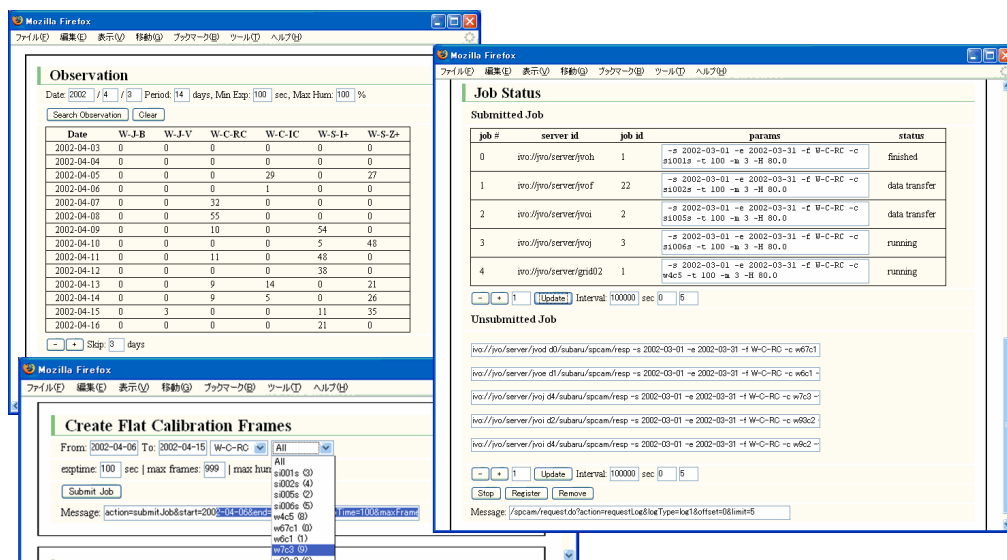 Mozilla Firefox
ファイル(F) 編集(E) 表示(V) 移動(G) ブックマーク(B) ツール(T) ヘルプ(H)
Observation
Date: 2002 / 4 / 3 Period: 14 days, Min Exp: 100 sec, Max Hum: 100 %
Search Observation Clear
Date W-J-B W-J-V W-C-RC W-C-IC W-S-I+ W-S-Z+
2002-04-03 0 0 0 0 0 0
2002-04-04 0 0 0 0 0 0
2002-04-05 0 0 0 29 0 27
2002-04-06 0 0 0 1 0 0
2002-04-07 0 0 32 0 0 0
2002-04-08 0 0 55 0 0 0
2002-04-09 0 0 10 0 54 0
2002-04-10 0 0 0 0 5 48
2002-04-11 0 0 11 0 48 0
2002-04-12 0 0 0 0 38 0
2002-04-13 0 0 9 14 0 21
2002-04-14 0 0 9 5 0 26
2002-04-15 0 3 0 0 11 35
2002-04-16 0 0 0 0 21 0
- + Skip: 3 days
Mozilla Firefox
ファイル(F) 編集(E) 表示(V) 移動(G) ブックマーク(B) ツール(T) ヘルプ(H)
Job Status
Submitted Job
job # server id job id params status
0 ivo://jvo/server/jvoh 1 -s 2002-03-01 -e 2002-03-31 -f W-C-RC -c si001s -t 100 -m 3 -H 80.0 finished
1 ivo://jvo/server/jvof 22 -s 2002-03-01 -e 2002-03-31 -f W-C-RC -c si002s -t 100 -m 3 -H 80.0 data transfer
2 ivo://jvo/server/jvoi 2 -s 2002-03-01 -e 2002-03-31 -f W-C-RC -c si005s -t 100 -m 3 -H 80.0 data transfer
3 ivo://jvo/server/jvoj 3 -s 2002-03-01 -e 2002-03-31 -f W-C-RC -c si006s -t 100 -m 3 -H 80.0 running
4 ivo://jvo/server/grid02 1 -s 2002-03-01 -e 2002-03-31 -f W-C-RC -c w4c5 -t 100 -m 3 -H 80.0 running
- + 1 Update Interval: 100000 sec 0 5
Unsubmitted Job
ivo://jvo/server/jvod d0/subaru/spcam/resp -s 2002-03-01 -e 2002-03-31 -f W-C-RC -c w67c1
ivo://jvo/server/jvoe d1/subaru/spcam/resp -s 2002-03-01 -e 2002-03-31 -f W-C-RC -c w6c1 -
ivo://jvo/server/jvoj d4/subaru/spcam/resp -s 2002-03-01 -e 2002-03-31 -f W-C-RC -c w7c3 -
ivo://jvo/server/jvoi d2/subaru/spcam/resp -s 2002-03-01 -e 2002-03-31 -f W-C-RC -c w93c2 -
ivo://jvo/server/jvoi d4/subaru/spcam/resp -s 2002-03-01 -e 2002-03-31 -f W-C-RC -c w9c2 -
- + 1 Update Interval: 100000 sec 0 5
Stop Register Remove
Message: /spcam/request.do?action=requestLog&logType=log1&offset=0&limit=5
Mozilla Firefox
ファイル(F) 編集(E) 表示(V) 移動(G) ブックマーク(B) ツール(T) ヘルプ(H)
Create Flat Calibration Frames
From: 2002-04-06 To: 2002-04-15 W-C-RC All
exptime: 100 sec | max frames: 999 | max hum
Submit Job
Message: action=submitJob&start=2002-04-06&end= Time=100&maxFrame
All
si001s (3)
si002s (4)
si005s (2)
si006s (5)
w4c5 (8)
w67c1 (0)
w6c1 (1)
w7c3 (9)